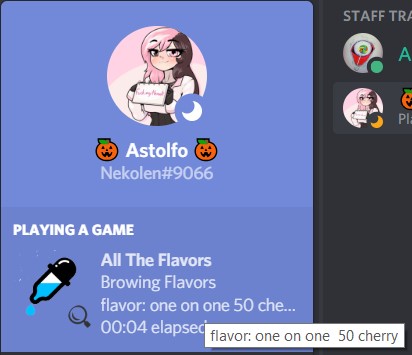 STAFF TRA
A
🎃 Astolfo 🎃
Nekolen#9066
Pla
PLAYING A GAME
All The Flavors
Browing Flavors
flavor: one on one 50 che...
00:04 elapsed
flavor: one on one  50 cherry